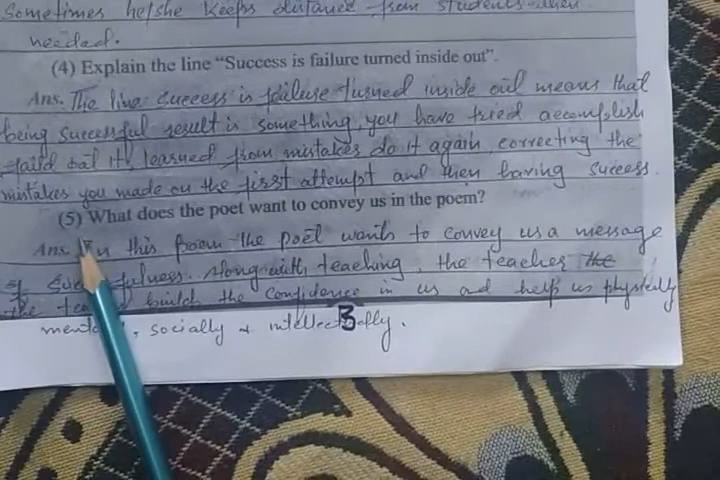 Sometimes he/she keeps distance from students when
needed.
(4) Explain the line “Success is failure turned inside out”.
Ans. The line success is failure turned inside out means that
being successful result is something, you have tried accomplish
faild it, learned from mistakes do it again, correcting the
mistakes you made on the first attempt and then having success.
(5) What does the poet want to convey us in the poem?
Ans. In this poem the poet wants to convey us a message
of Along with teaching, the teacher the
the builds the confidence in us and help us physically
, socially & intellectually.
B